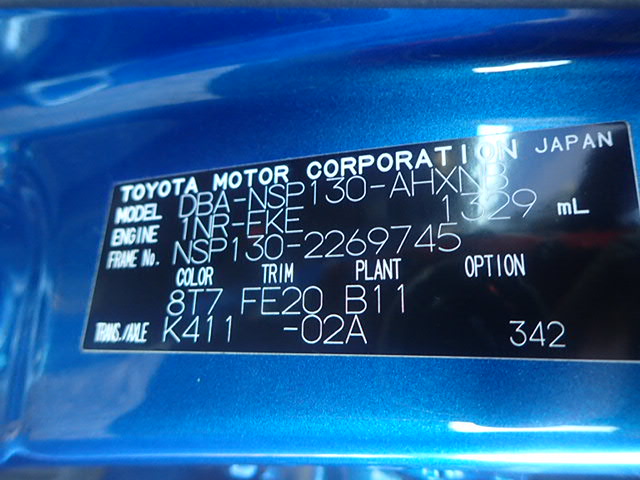 TOYOTA MOTOR CORPORATION JAPAN
MODEL DBA-NSP130-AHXNB
ENGINE 1NR-FKE 1329 mL
FRAME No. NSP130-2269745
COLOR TRIM PLANT OPTION
8T7 FE20 B11
TRANS./AXLE K411 -02A 342